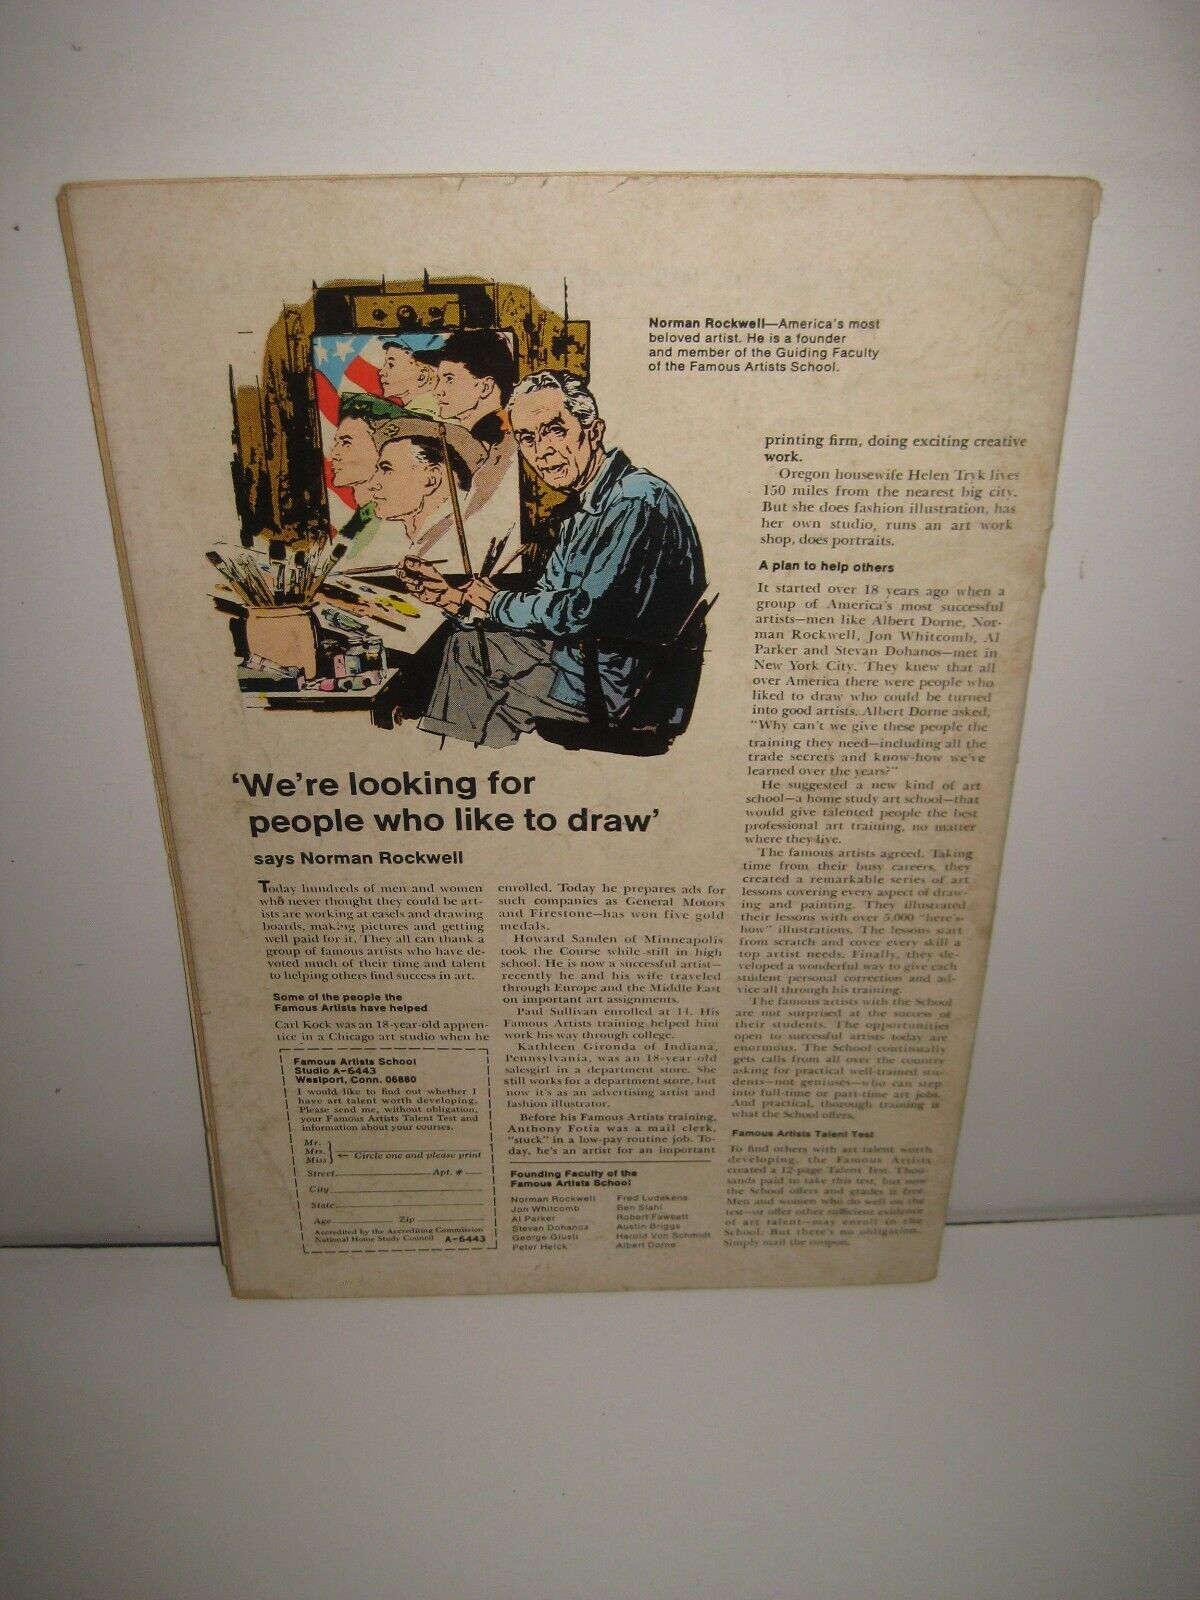 Norman Rockwell—America's most
beloved artist. He is a founder
and member of the Guiding Faculty
of the Famous Artists School.
'We're looking for
people who like to draw'
says Norman Rockwell
Today hundreds of men and women
who never thought they could be art-
ists are working at easels and drawing
boards, making pictures and getting
well paid for it. They all can thank a
group of famous artists who have de-
voted much of their time and talent
to helping others find success in art.
Some of the people the
Famous Artists have helped
Carl Kock was an 18-year-old appren-
tice in a Chicago art studio when he
Famous Artists School
Studio A-6443
Westport, Conn. 06880
I would like to find out whether I
have art talent worth developing.
Please send me, without obligation,
your Famous Artists Talent Test and
information about your courses.
Mr.
Mrs. ← Circle one and please print
Miss
Street Apt. #
City
State
Age Zip
Accredited by the Accrediting Commission
National Home Study Council A-6443
enrolled. Today he prepares ads for
such companies as General Motors
and Firestone—has won five gold
medals.
Howard Sanden of Minneapolis
took the Course while still in high
school. He is now a successful artist—
recently he and his wife traveled
through Europe and the Middle East
on important art assignments.
Paul Sullivan enrolled at 14. His
Famous Artists training helped him
work his way through college.
Kathleen Gironda of Indiana,
Pennsylvania, was an 18-year-old
salesgirl in a department store. She
still works for a department store, but
now it's as an advertising artist and
fashion illustrator.
Before his Famous Artists training,
Anthony Fotia was a mail clerk,
"stuck" in a low-pay routine job. To-
day, he's an artist for an important
Founding Faculty of the
Famous Artists School
Norman Rockwell
Jon Whitcomb
Al Parker
Stevan Dohanos
George Giusti
Peter Helck
Fred Ludekens
Ben Stahl
Robert Fawcett
Austin Briggs
Harold Von Schmidt
Albert Dorne
printing firm, doing exciting creative
work.
Oregon housewife Helen Tryk lives
150 miles from the nearest big city.
But she does fashion illustration, has
her own studio, runs an art work
shop, does portraits.
A plan to help others
It started over 18 years ago when a
group of America's most successful
artists—men like Albert Dorne, Nor-
man Rockwell, Jon Whitcomb, Al
Parker and Stevan Dohanos—met in
New York City. They knew that all
over America there were people who
liked to draw who could be turned
into good artists. Albert Dorne asked,
"Why can't we give these people the
training they need—including all the
trade secrets and know-how we've
learned over the years?"
He suggested a new kind of art
school—a home study art school—that
would give talented people the best
professional art training, no matter
where they live.
The famous artists agreed. Taking
time from their busy careers, they
created a remarkable series of art
lessons covering every aspect of draw-
ing and painting. They illustrated
their lessons with over 5,000 "here's-
how" illustrations. The lessons start
from scratch and cover every skill a
top artist needs. Finally, they de-
veloped a wonderful way to give each
student personal correction and ad-
vice all through his training.
The famous artists with the School
are not surprised at the success of
their students. The opportunities
open to successful artists today are
enormous. The School continually
gets calls from all over the country
asking for practical well-trained stu-
dents—not geniuses—who can step
into full-time or part-time art jobs.
And practical, thorough training is
what the School offers.
Famous Artists Talent Test
To find others with art talent worth
developing, the Famous Artists
created a 12-page Talent Test. Thou-
sands paid to take this test, but now
the School offers and grades it free.
Men and women who do well on the
test—or offer other sufficient evidence
of art talent—may enroll in the
School. But there's no obligation.
Simply mail the coupon.